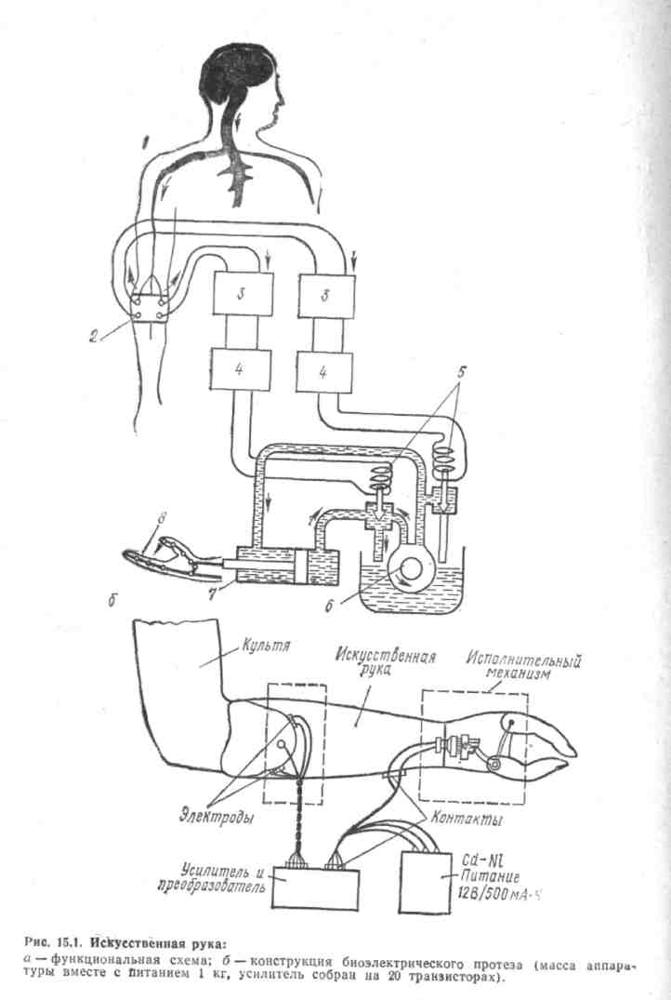 1
3
3
2
4
4
5
8
7
6
б
Культя
Искусственная
рука
Исполнительный
механизм
Электроды
Контакты
Усилитель и
преобразователь
Cd-Ni
Питание
12В/500мА·ч
Рис. 15.1. Искусственная рука:
а — функциональная схема; б — конструкция биоэлектрического протеза (масса аппара-
туры вместе с питанием 1 кг, усилитель собран на 20 транзисторах).